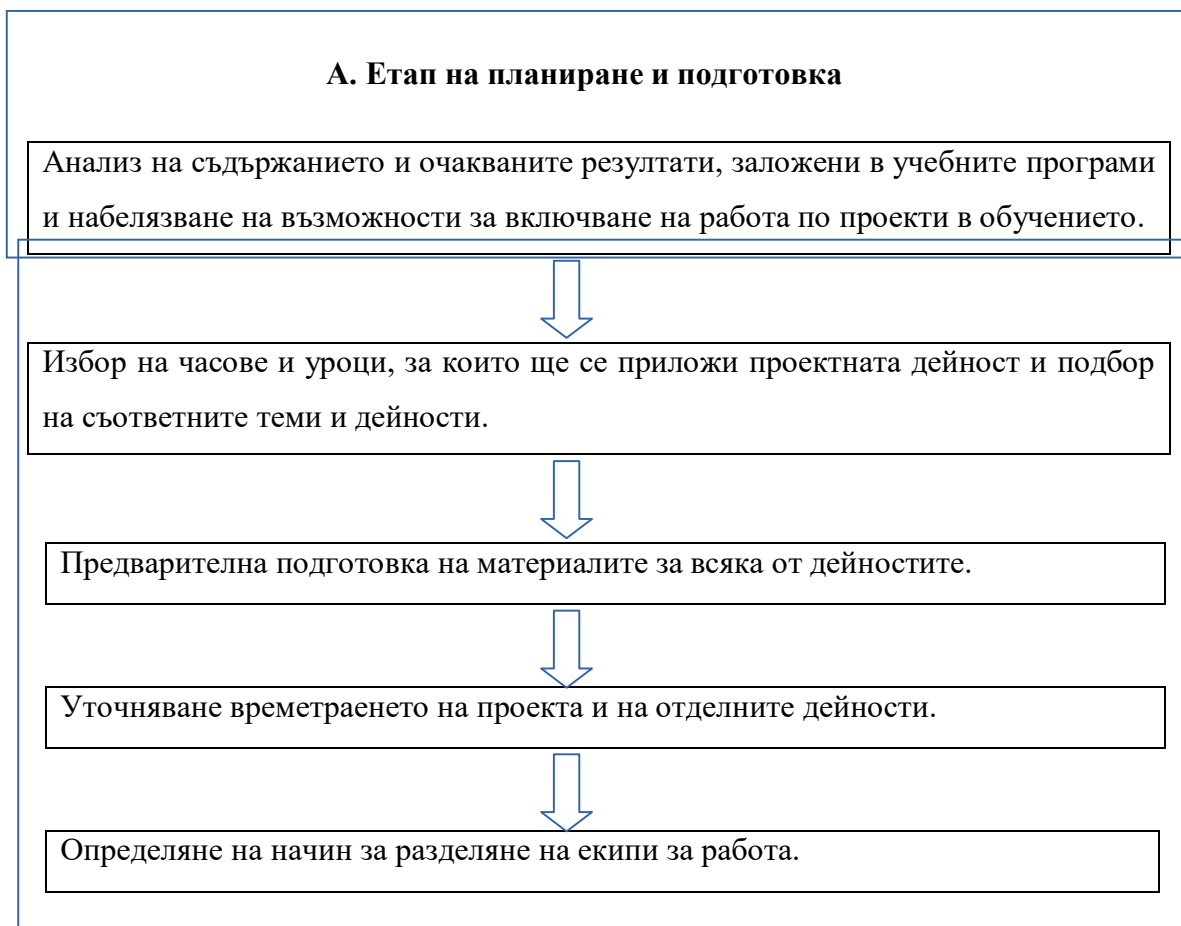 А. Етап на планиране и подготовка
Анализ на съдържанието и очакваните резултати, заложени в учебните програми
и набелязване на възможности за включване на работа по проекти в обучението.
Избор на часове и уроци, за които ще се приложи проектната дейност и подбор
на съответните теми и дейности.
Предварителна подготовка на материалите за всяка от дейностите.
Уточняване времетраенето на проекта и на отделните дейности.
Определяне на начин за разделяне на екипи за работа.